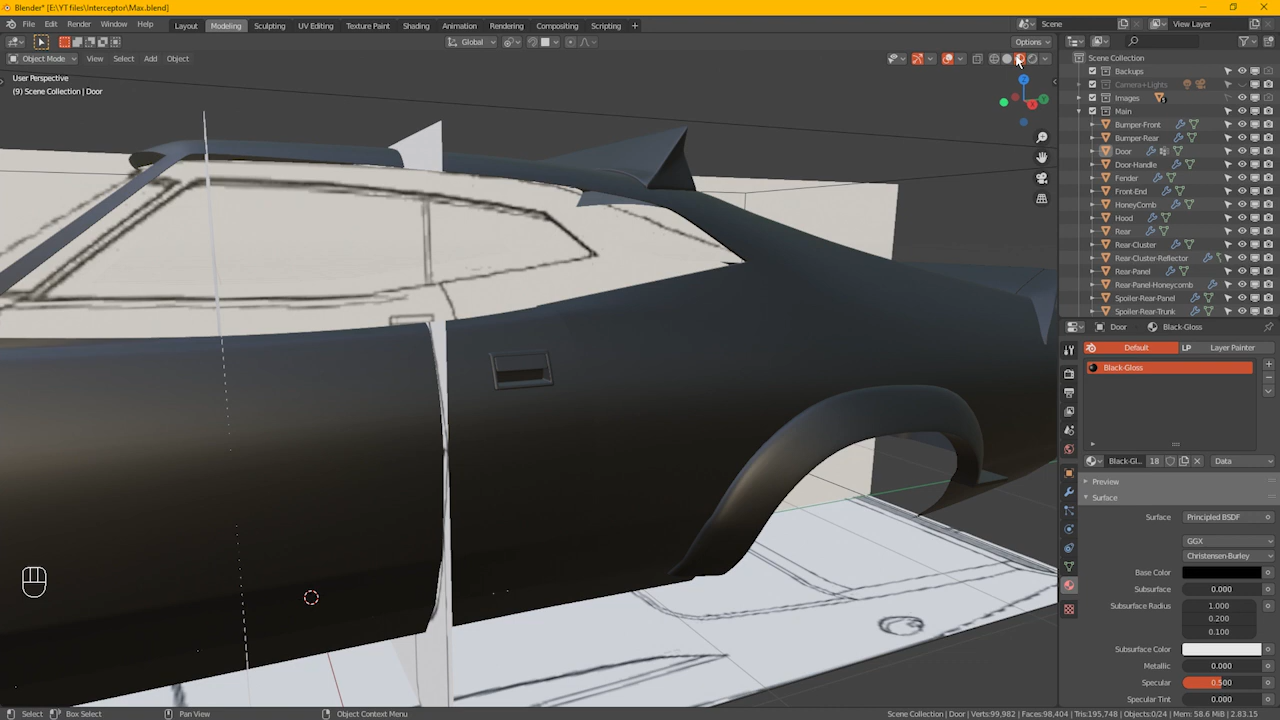 Blender* [E:\YT files\Interceptor\Max.blend]
File Edit Render Window Help Layout Modeling Sculpting UV Editing Texture Paint Shading Animation Rendering Compositing Scripting + Scene View Layer
Global Options
Object Mode View Select Add Object
User Perspective
(9) Scene Collection | Door
Z
X
Y
Scene Collection
Backups
Camera+Lights
Images
Main
Bumper-Front
Bumper-Rear
Door
Door-Handle
Fender
Front-End
HoneyComb
Hood
Rear
Rear-Cluster
Rear-Cluster-Reflector
Rear-Panel
Rear-Panel-Honeycomb
Spoiler-Rear-Panel
Spoiler-Rear-Trunk
Door Black-Gloss
Default LP Layer Painter
Black-Gloss
Black-Gl... 18 Data
Preview
Surface
Surface Principled BSDF
GGX
Christensen-Burley
Base Color
Subsurface 0.000
Subsurface Radius 1.000
0.200
0.100
Subsurface Color
Metallic 0.000
Specular 0.500
Specular Tint 0.000
Select Box Select Pan View Object Context Menu Scene Collection | Door | Verts:99,982 | Faces:98,404 | Tris:195,748 | Objects:0/24 | Mem: 58.6 MiB | 2.83.15